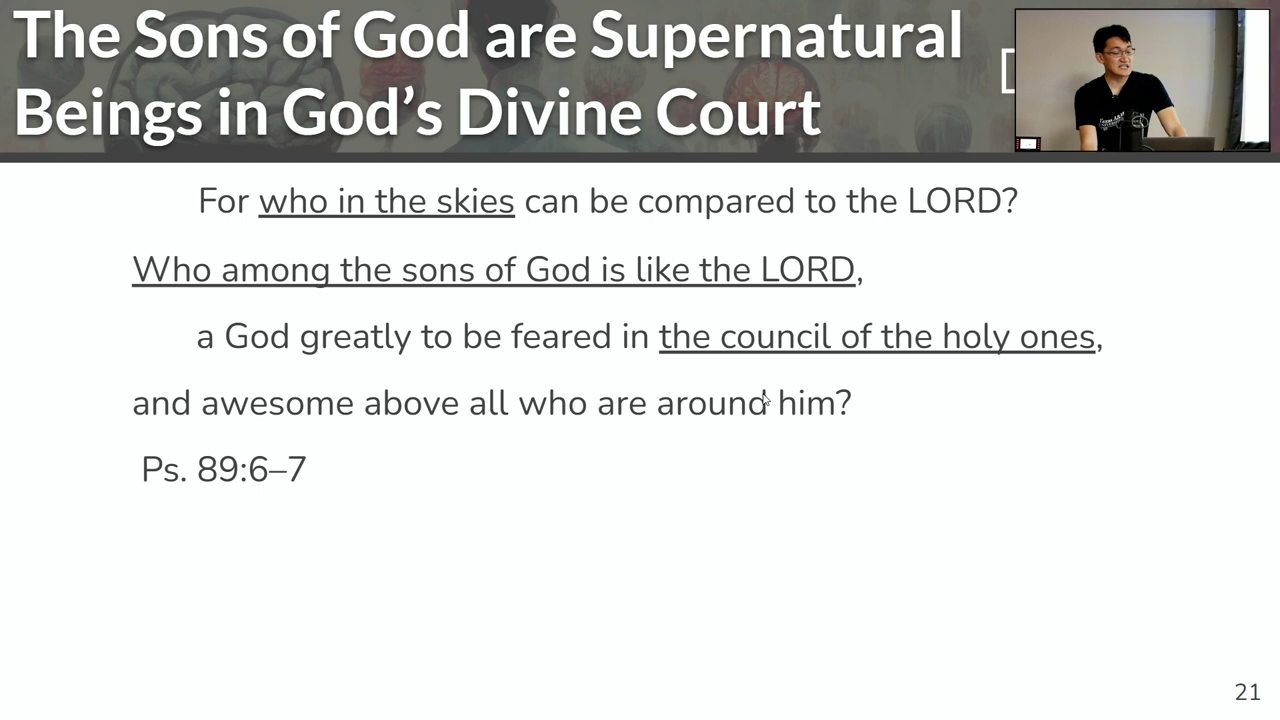 The Sons of God are Supernatural
Beings in God’s Divine Court
For who in the skies can be compared to the LORD?
Who among the sons of God is like the LORD,
a God greatly to be feared in the council of the holy ones,
and awesome above all who are around him?
Ps. 89:6–7
21